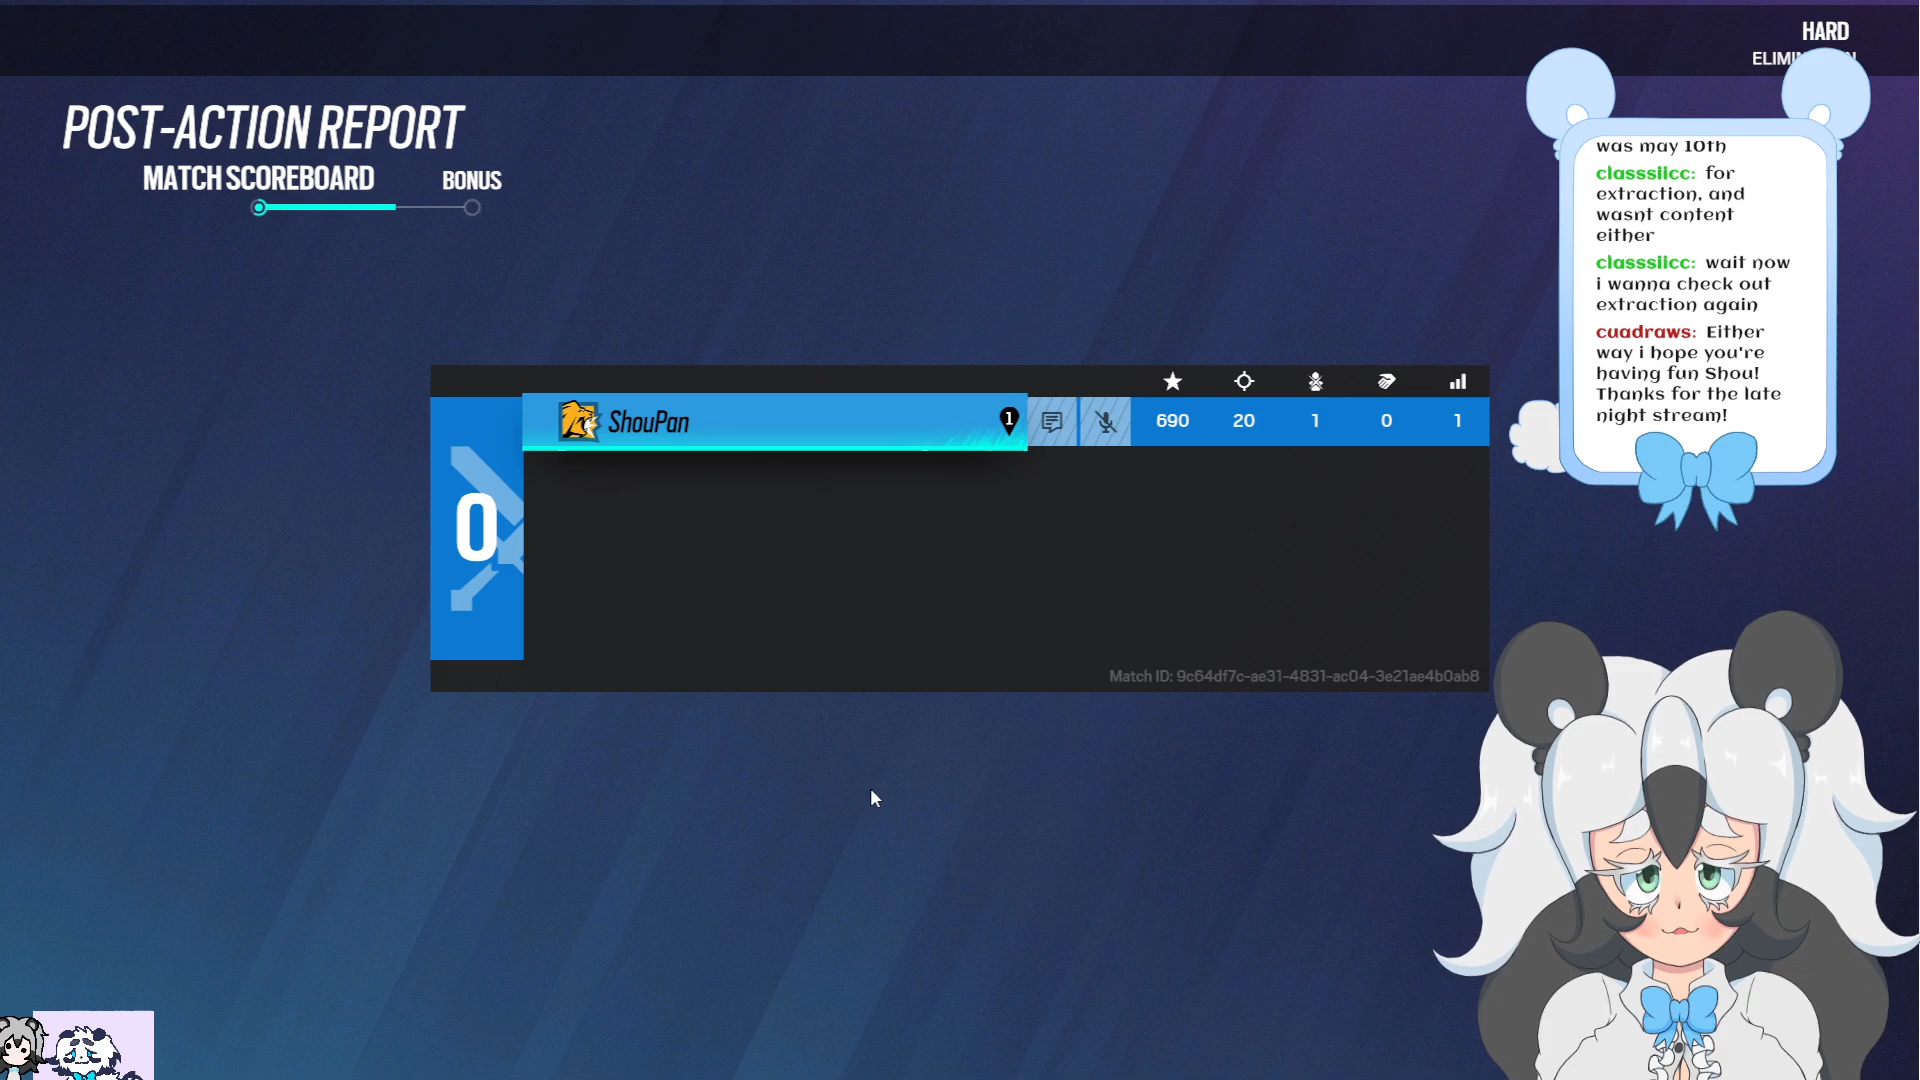 HARD
POST-ACTION REPORT
MATCH SCOREBOARD
BONUS
ShouPan
1
690
20
1
0
1
0
Match ID: 9c64df7c-ae31-4831-ac04-3e21ae4b0ab8
was may 10th
classsiicc: for
extraction, and
wasnt content
either
classsiicc: wait now
i wanna check out
extraction again
cuadraws: Either
way i hope you're
having fun Shou!
Thanks for the late
night stream!